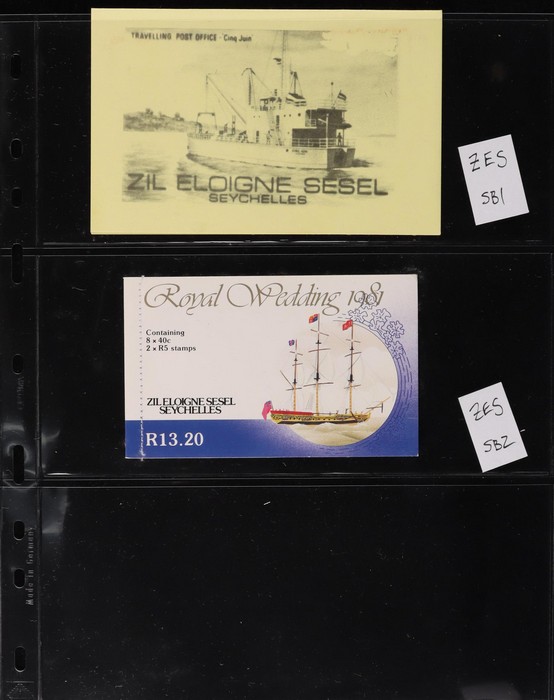 TRAVELLING POST OFFICE - Cinq Juin
ZIL ELOIGNE SESEL
SEYCHELLES
ZES
SB1
Royal Wedding 1981
Containing
8 x 40c
2 x R5 stamps
ZIL ELOIGNE SESEL
SEYCHELLES
R13.20
ZES
SB2
Made in Germany